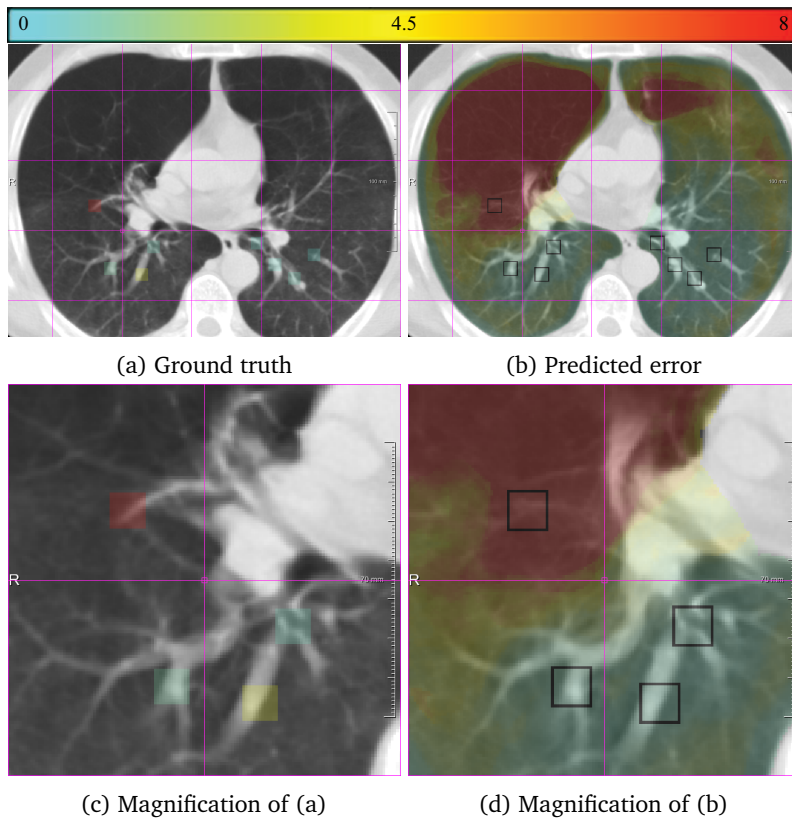 0 4.5 8
R 100 mm
100 mm
(a) Ground truth (b) Predicted error
R 70 mm
R 70 mm
(c) Magnification of (a) (d) Magnification of (b)